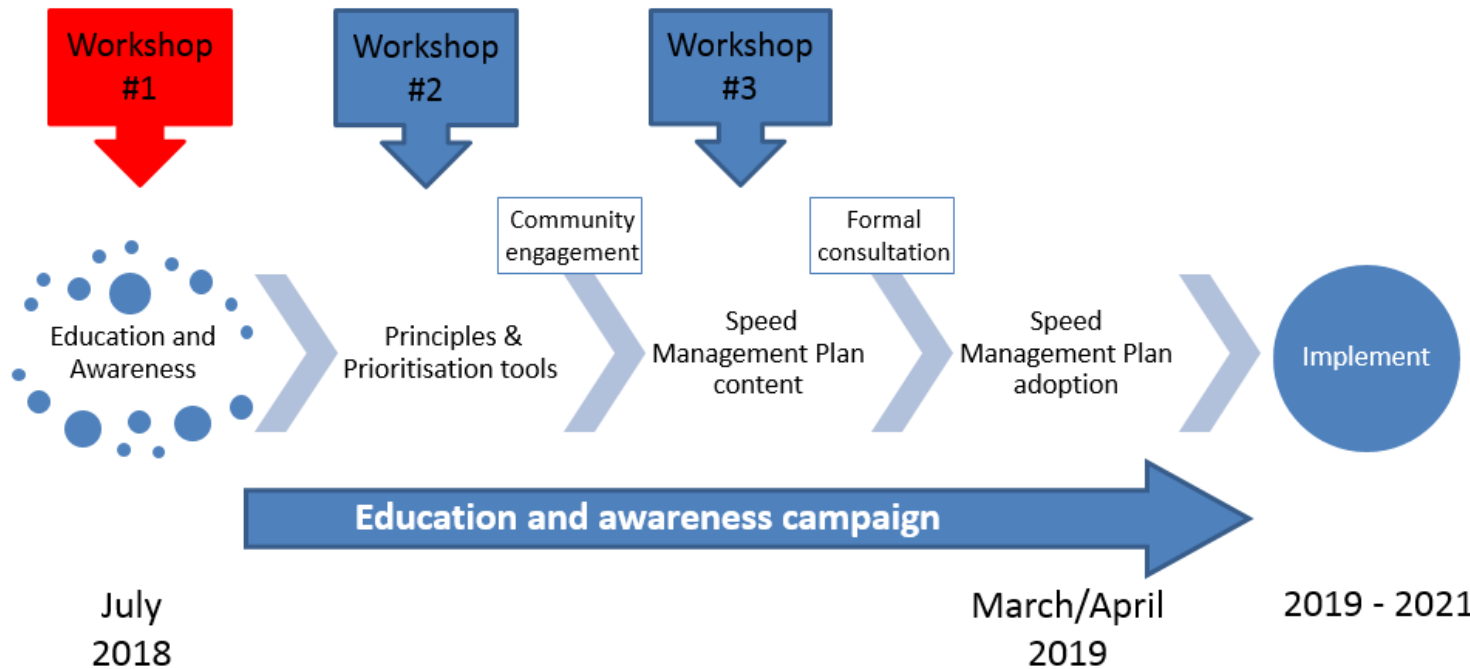 Workshop
#1
Workshop
#2
Workshop
#3
Community
engagement
Formal
consultation
Education and
Awareness
Principles &
Prioritisation tools
Speed
Management Plan
content
Speed
Management Plan
adoption
Implement
Education and awareness campaign
July
2018
March/April
2019
2019 - 2021